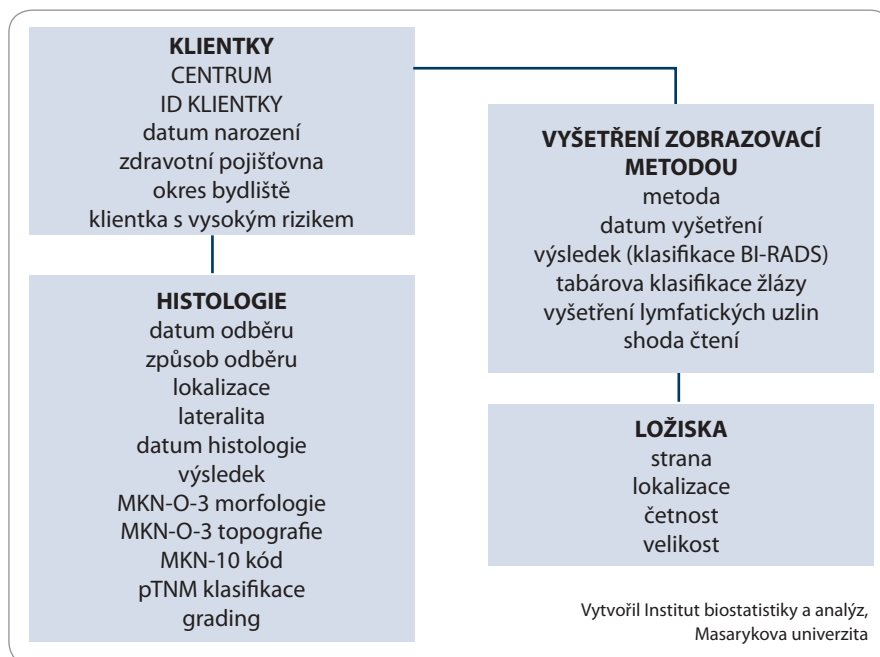 KLIENTKY
CENTRUM
ID KLIENTKY
datum narození
zdravotní pojišťovna
okres bydliště
klientka s vysokým rizikem
HISTOLOGIE
datum odběru
způsob odběru
lokalizace
lateralita
datum histologie
výsledek
MKN-O-3 morfologie
MKN-O-3 topografie
MKN-10 kód
pTNM klasifikace
grading
VYŠETŘENÍ ZOBRAZOVACÍ
METODOU
metoda
datum vyšetření
výsledek (klasifikace BI-RADS)
tabárova klasifikace žlázy
vyšetření lymfatických uzlin
shoda čtení
LOŽISKA
strana
lokalizace
četnost
velikost
Vytvořil Institut biostatistiky a analýz,
Masarykova univerzita